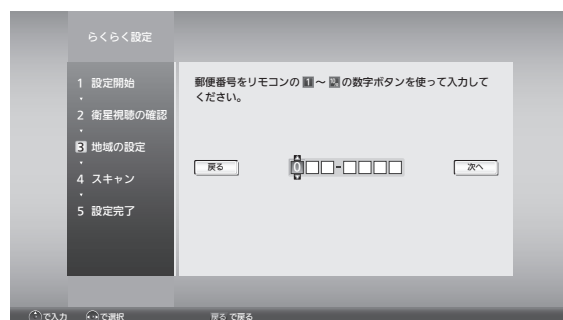 らくらく設定
1 設定開始
2 衛星視聴の確認
3 地域の設定
4 スキャン
5 設定完了
郵便番号をリモコンの 1 ~ の数字ボタンを使って入力して
ください。
戻る
0 -
次へ
で入力 で選択 戻る で戻る